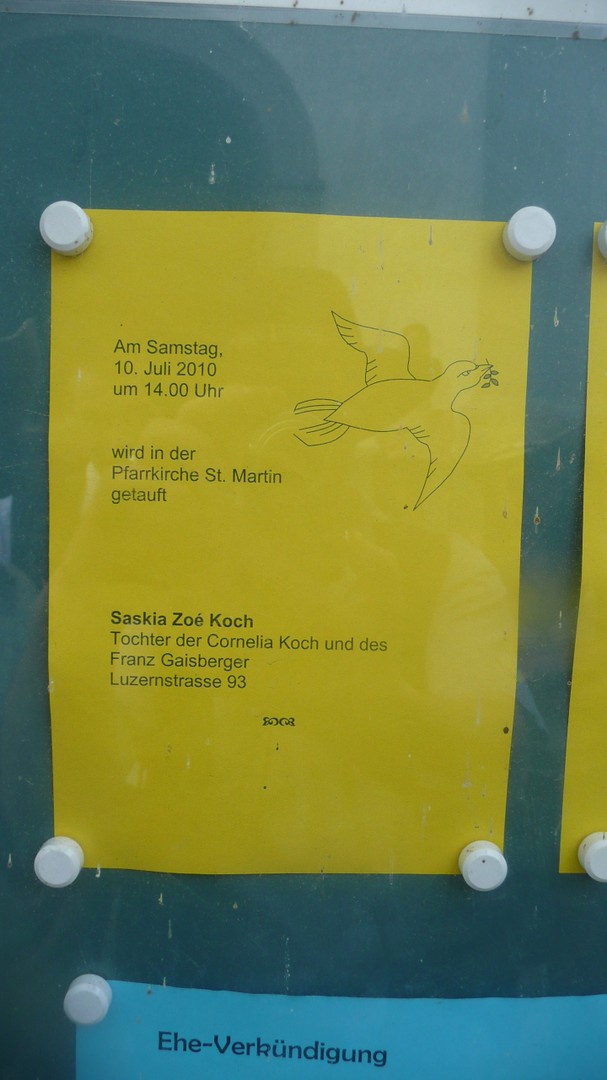 Am Samstag,
10. Juli 2010
um 14.00 Uhr
wird in der
Pfarrkirche St. Martin
getauft
Saskia Zoé Koch
Tochter der Cornelia Koch und des
Franz Gaisberger
Luzernstrasse 93
Ehe-Verkündigung